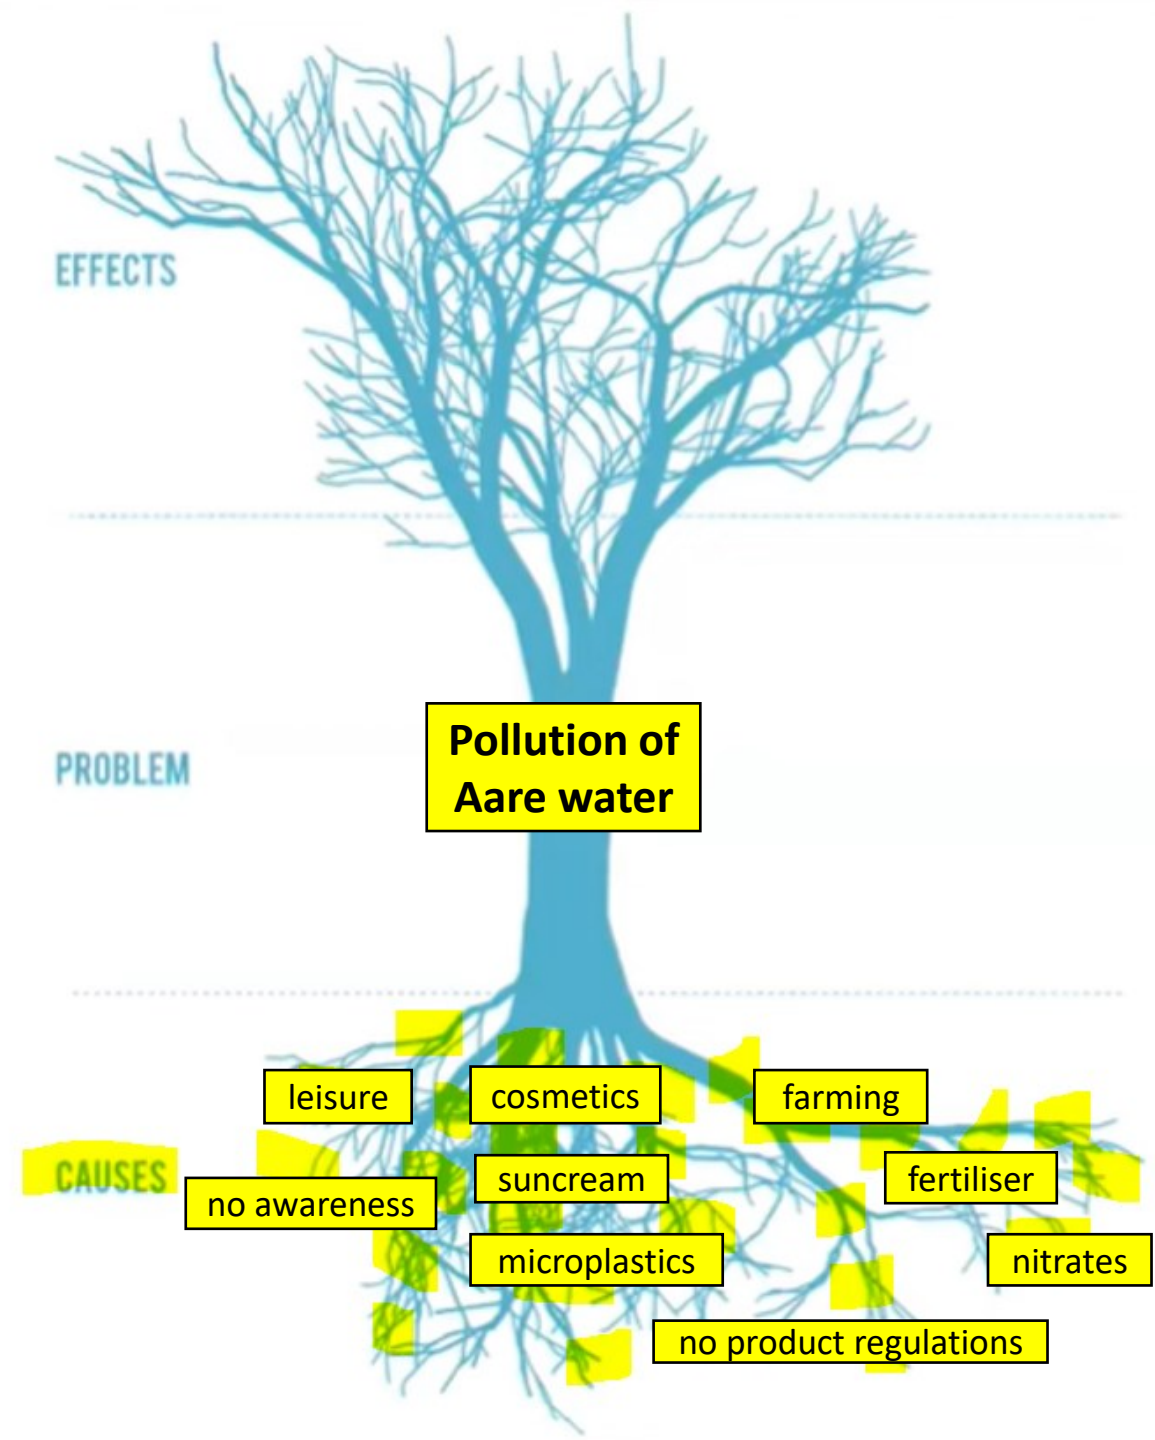 EFFECTS
PROBLEM
Pollution of
Aare water
leisure
cosmetics
farming
CAUSES
suncream
fertiliser
no awareness
microplastics
nitrates
no product regulations